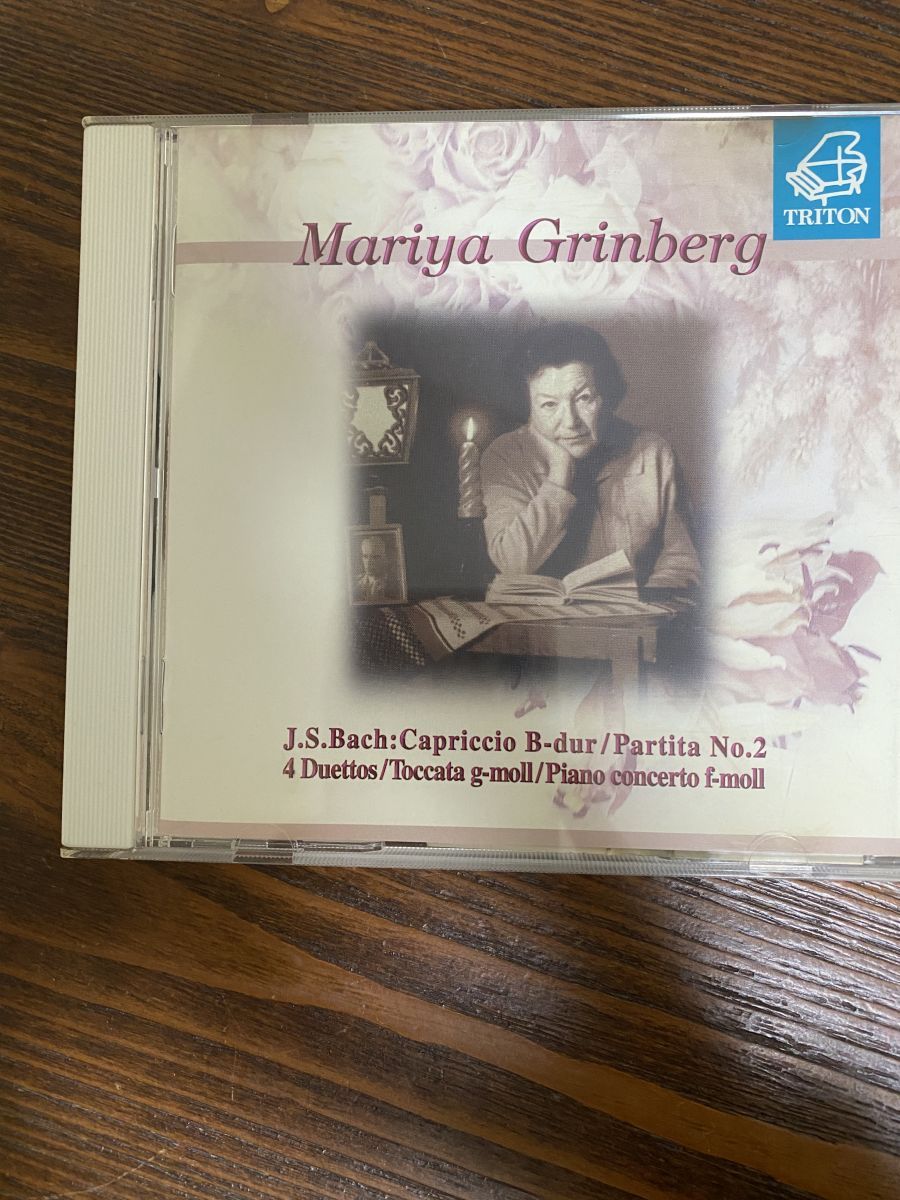 TRITON
Mariya Grinberg
J.S.Bach:Capriccio B-dur/Partita No.2
4 Duettos/Toccata g-moll/Piano concerto f-moll